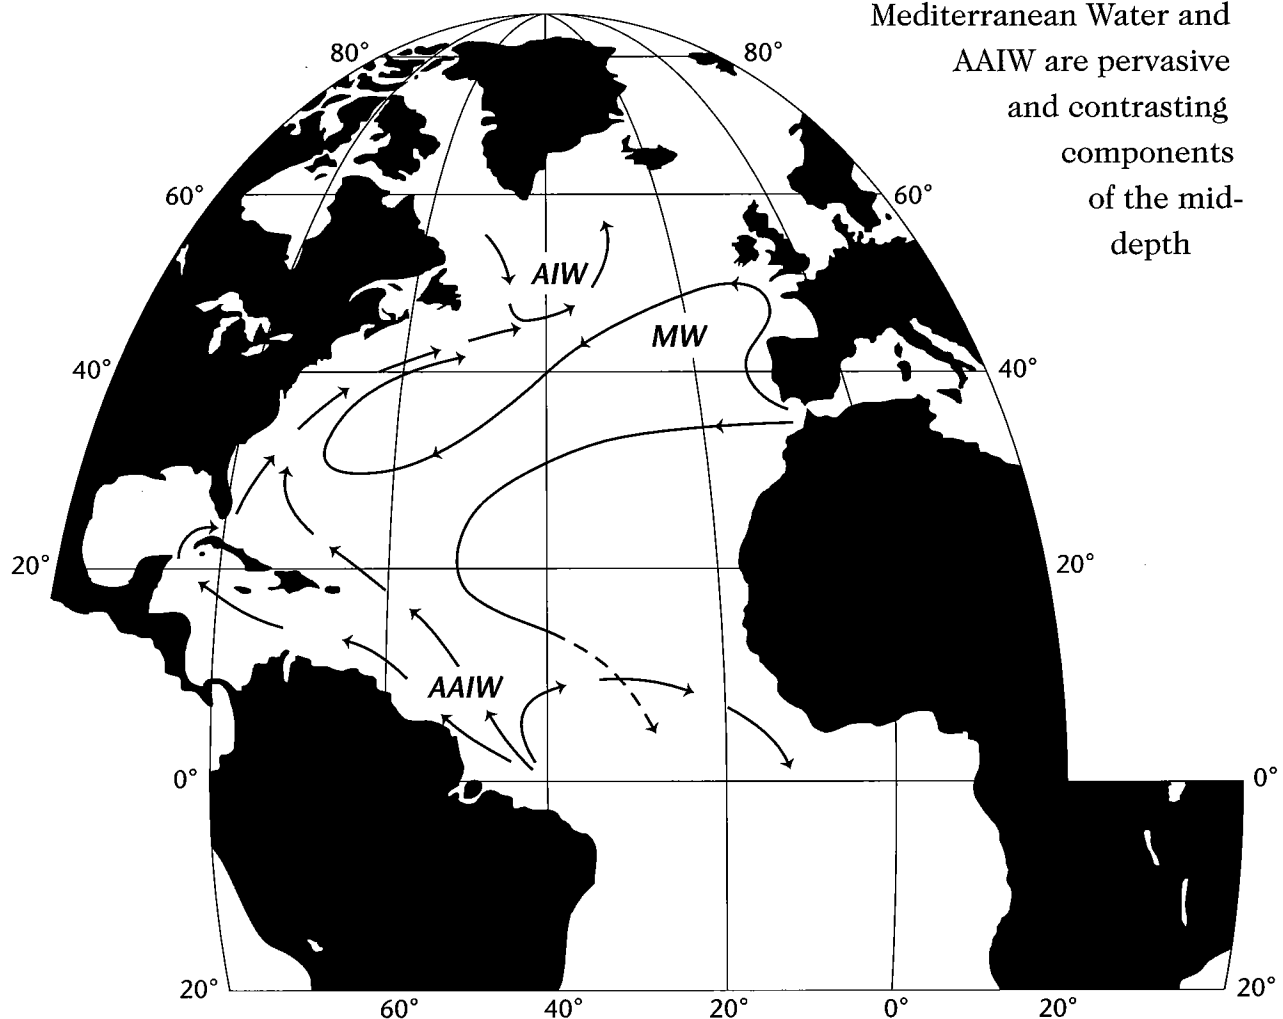 Mediterranean Water and
AAIW are pervasive
and contrasting
components
of the mid-
depth
80° 80°
60° 60°
AIW
MW
40° 40°
20° 20°
AAIW
0° 0°
20° 20°
60° 40° 20° 0° 20°